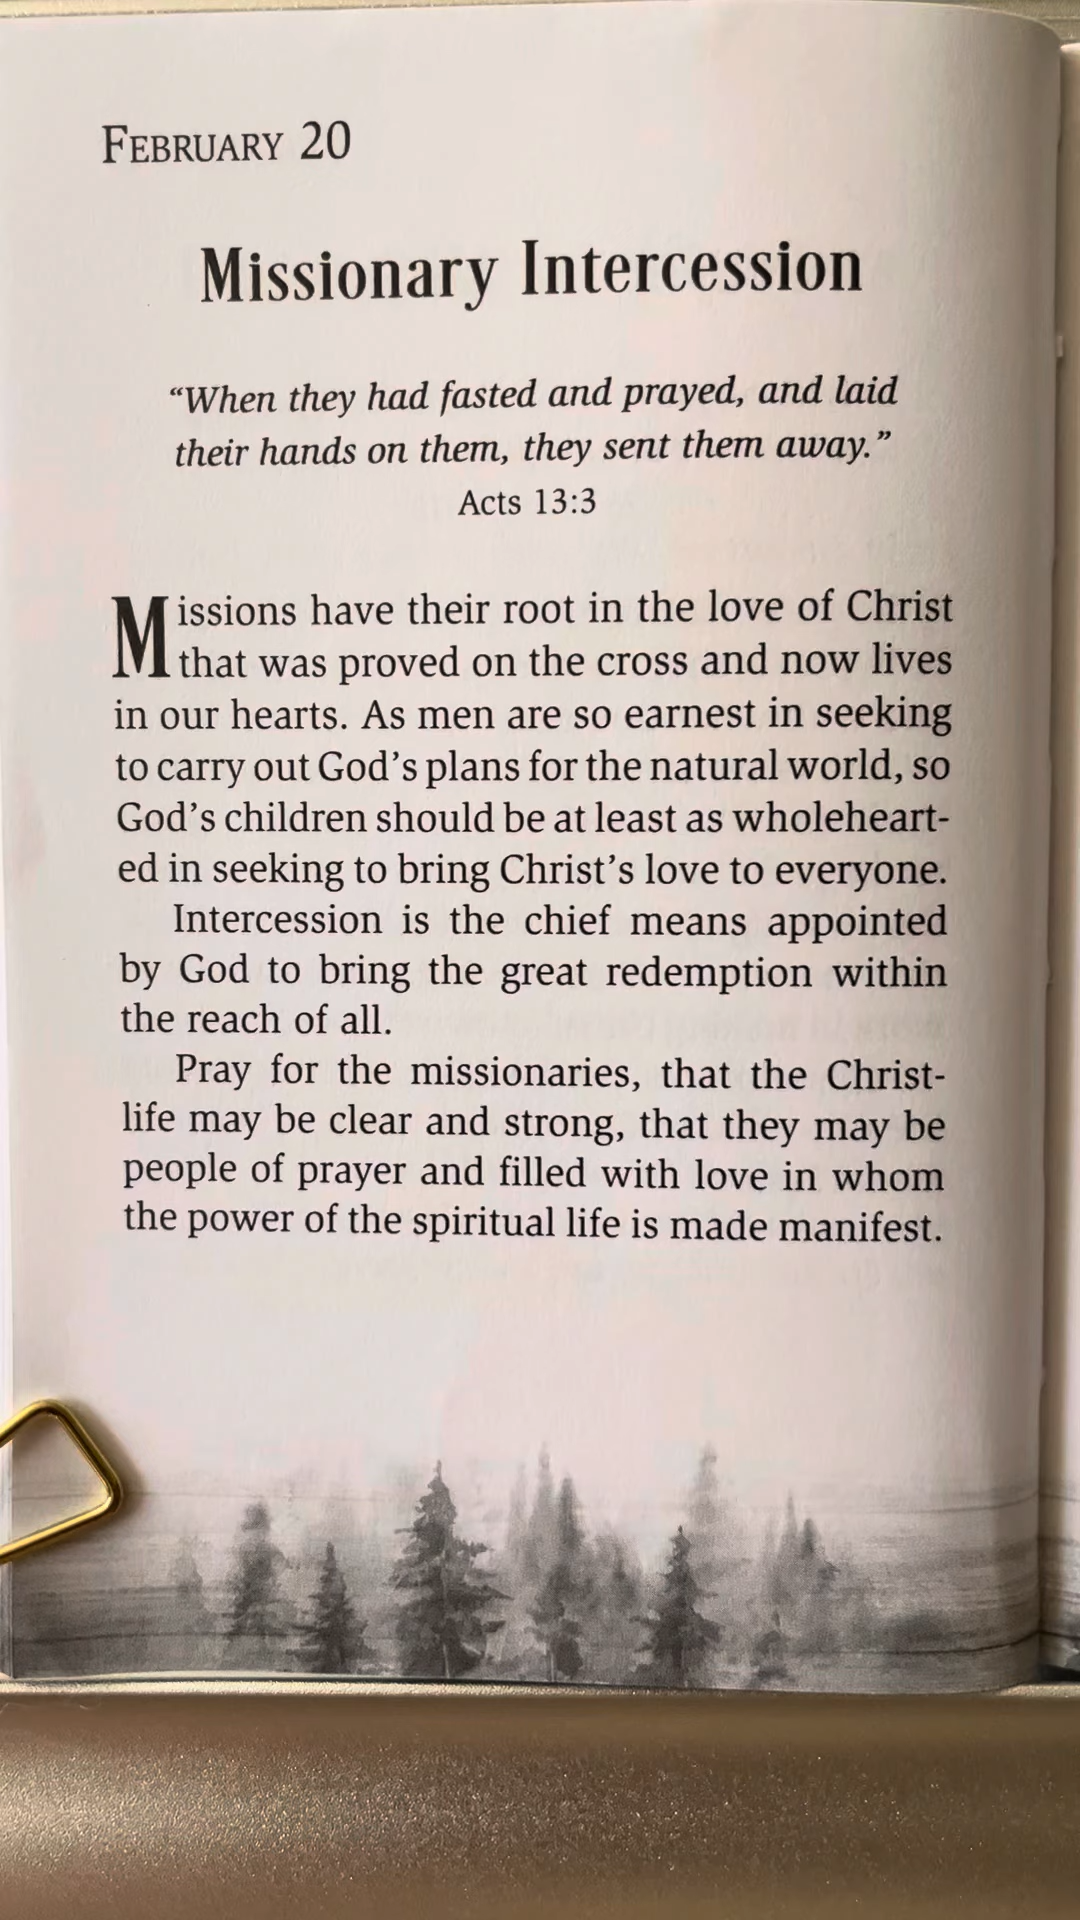 February 20
Missionary Intercession
“When they had fasted and prayed, and laid
their hands on them, they sent them away.”
Acts 13:3
Missions have their root in the love of Christ
that was proved on the cross and now lives
in our hearts. As men are so earnest in seeking
to carry out God’s plans for the natural world, so
God’s children should be at least as wholeheart-
ed in seeking to bring Christ’s love to everyone.
Intercession is the chief means appointed
by God to bring the great redemption within
the reach of all.
Pray for the missionaries, that the Christ-
life may be clear and strong, that they may be
people of prayer and filled with love in whom
the power of the spiritual life is made manifest.